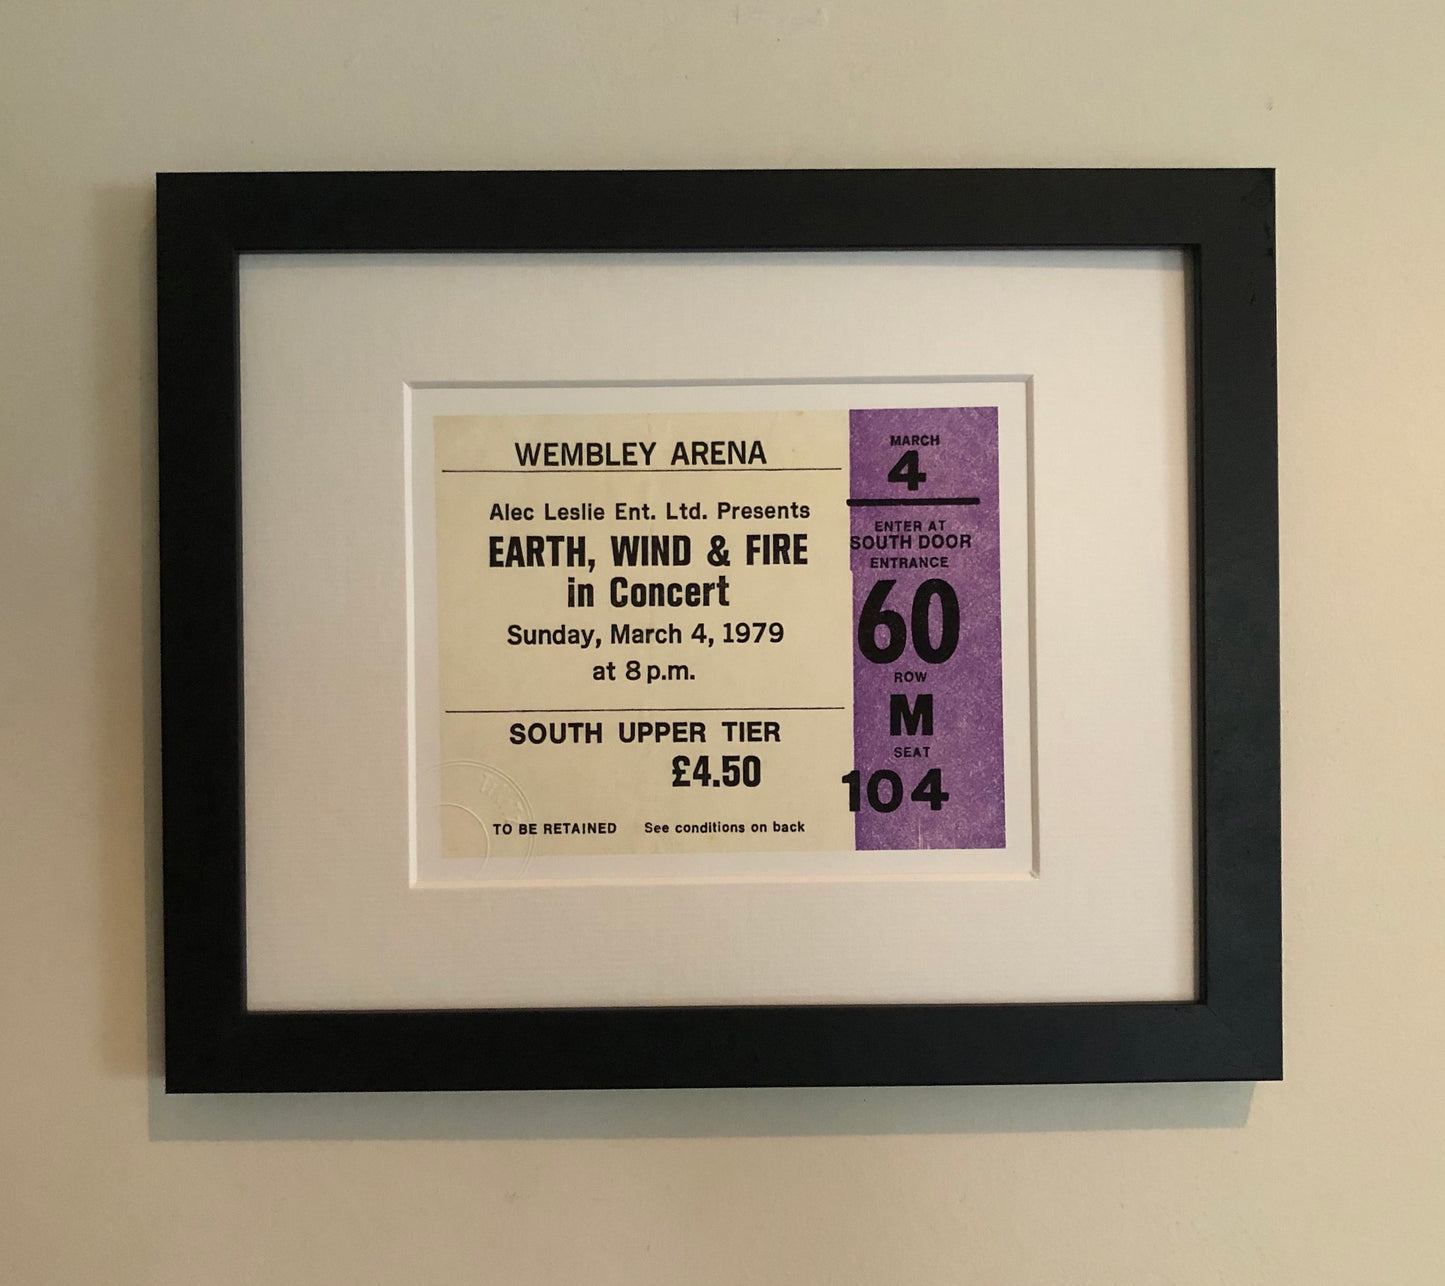 WEMBLEY ARENA
Alec Leslie Ent. Ltd. Presents
EARTH, WIND & FIRE
in Concert
Sunday, March 4, 1979
at 8 p.m.
SOUTH UPPER TIER
£4.50
TO BE RETAINED See conditions on back
MARCH
4
ENTER AT
SOUTH DOOR
ENTRANCE
60
ROW
M
SEAT
104